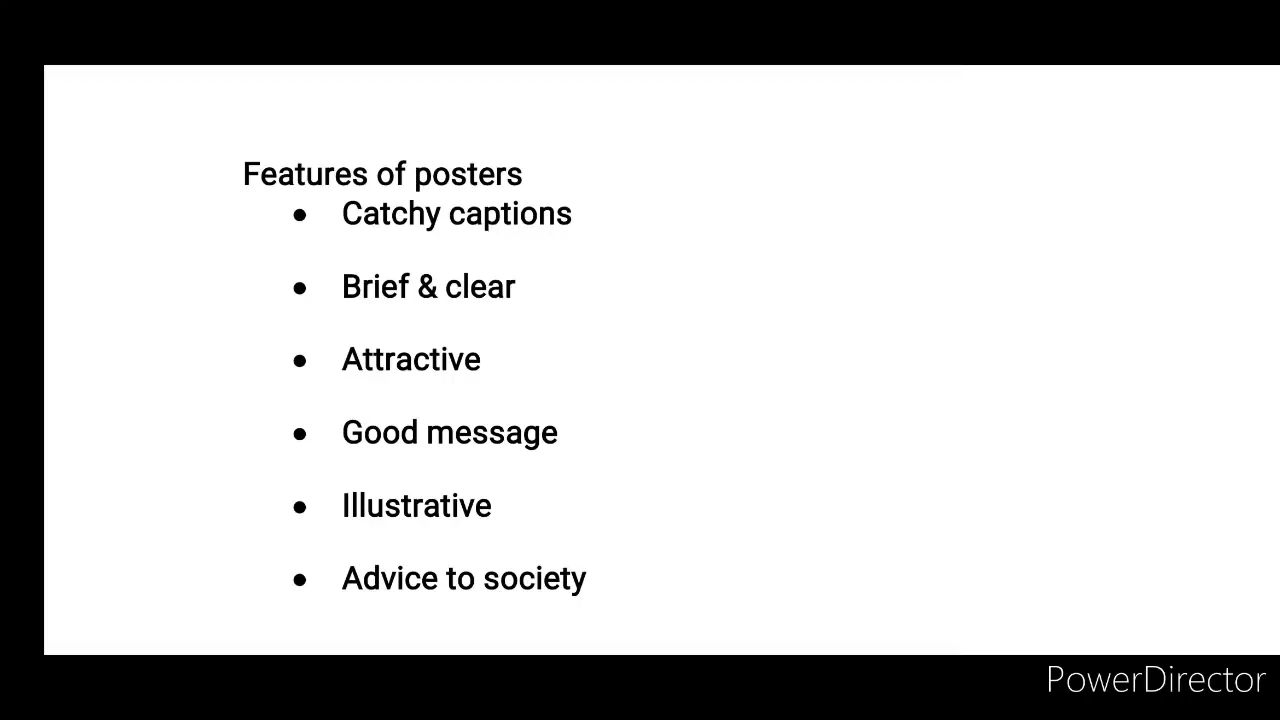 Features of posters
• Catchy captions
• Brief & clear
• Attractive
• Good message
• Illustrative
• Advice to society
PowerDirector